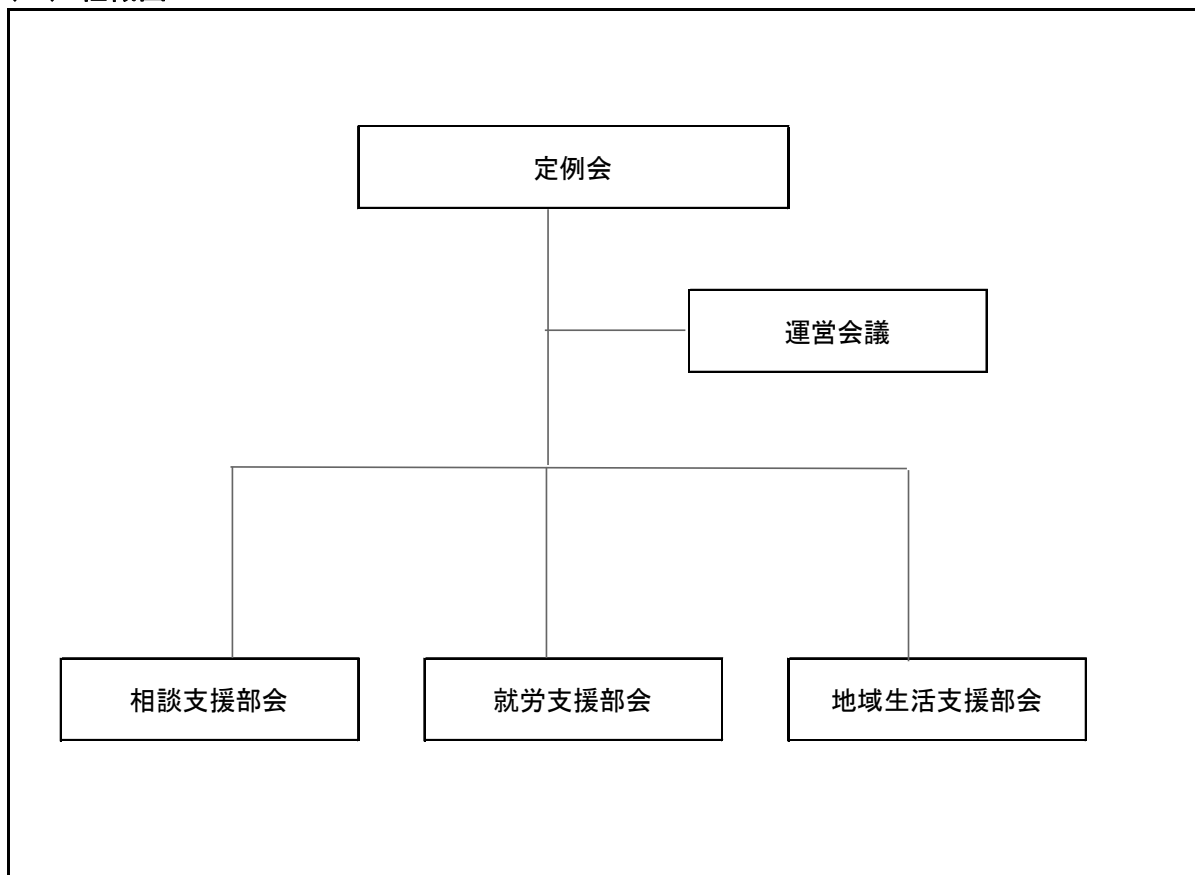 定例会
運営会議
相談支援部会
就労支援部会
地域生活支援部会